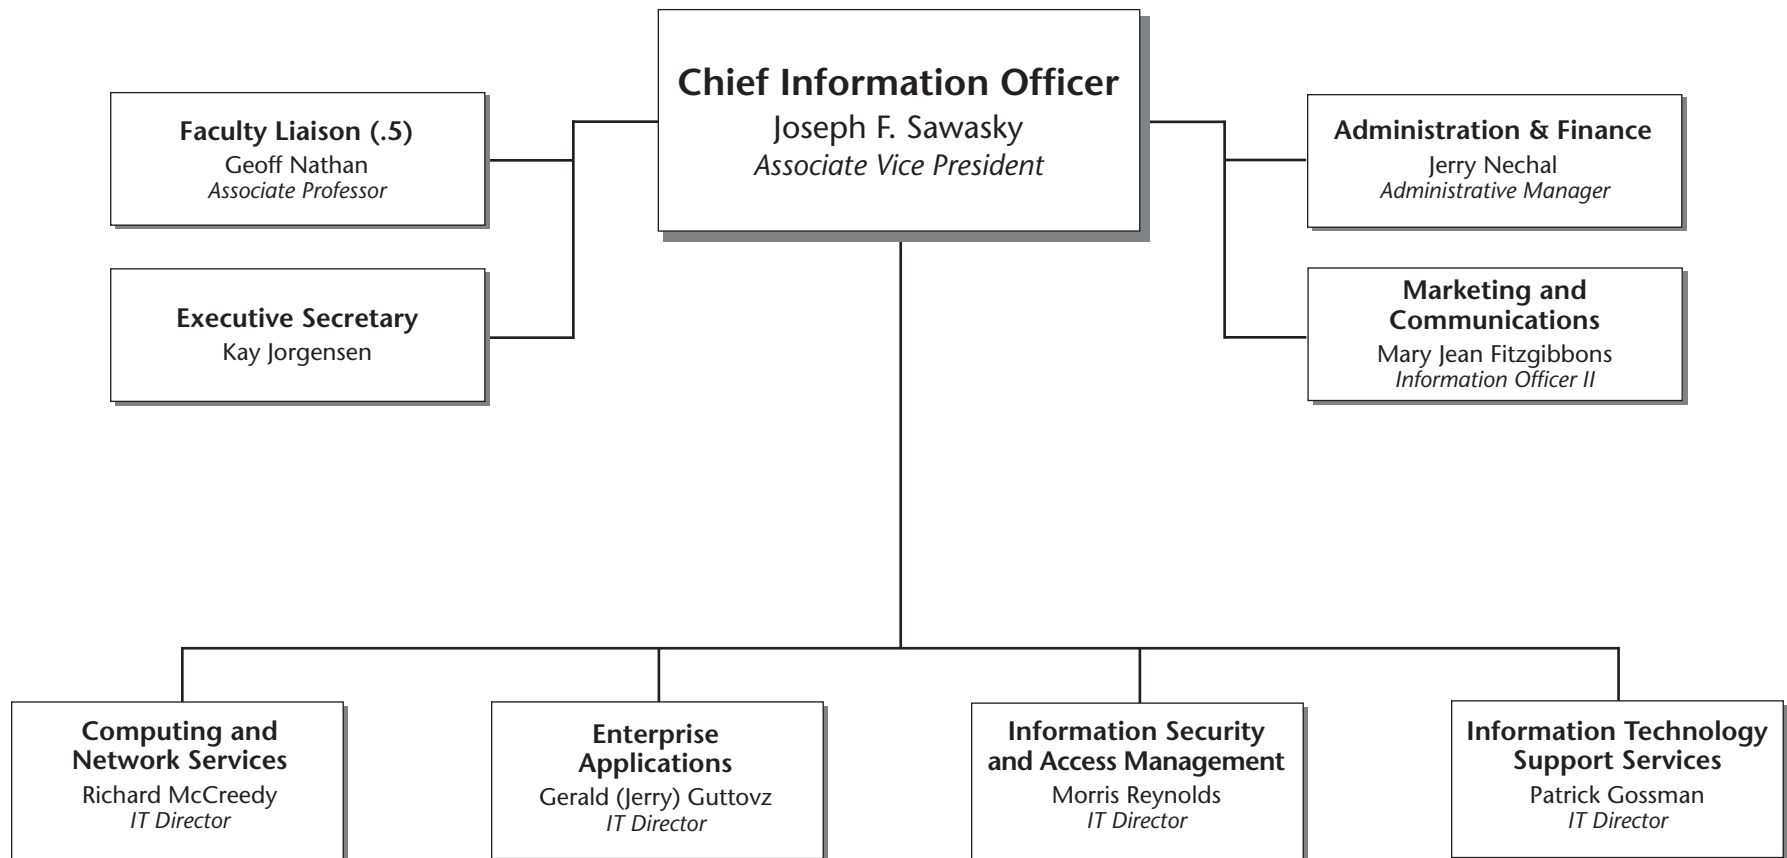 Chief Information Officer
Joseph F. Sawasky
Associate Vice President
Faculty Liaison (.5)
Geoff Nathan
Associate Professor
Executive Secretary
Kay Jorgensen
Administration & Finance
Jerry Nechal
Administrative Manager
Marketing and
Communications
Mary Jean Fitzgibbons
Information Officer II
Computing and
Network Services
Richard McCreedy
IT Director
Enterprise
Applications
Gerald (Jerry) Guttovz
IT Director
Information Security
and Access Management
Morris Reynolds
IT Director
Information Technology
Support Services
Patrick Gossman
IT Director